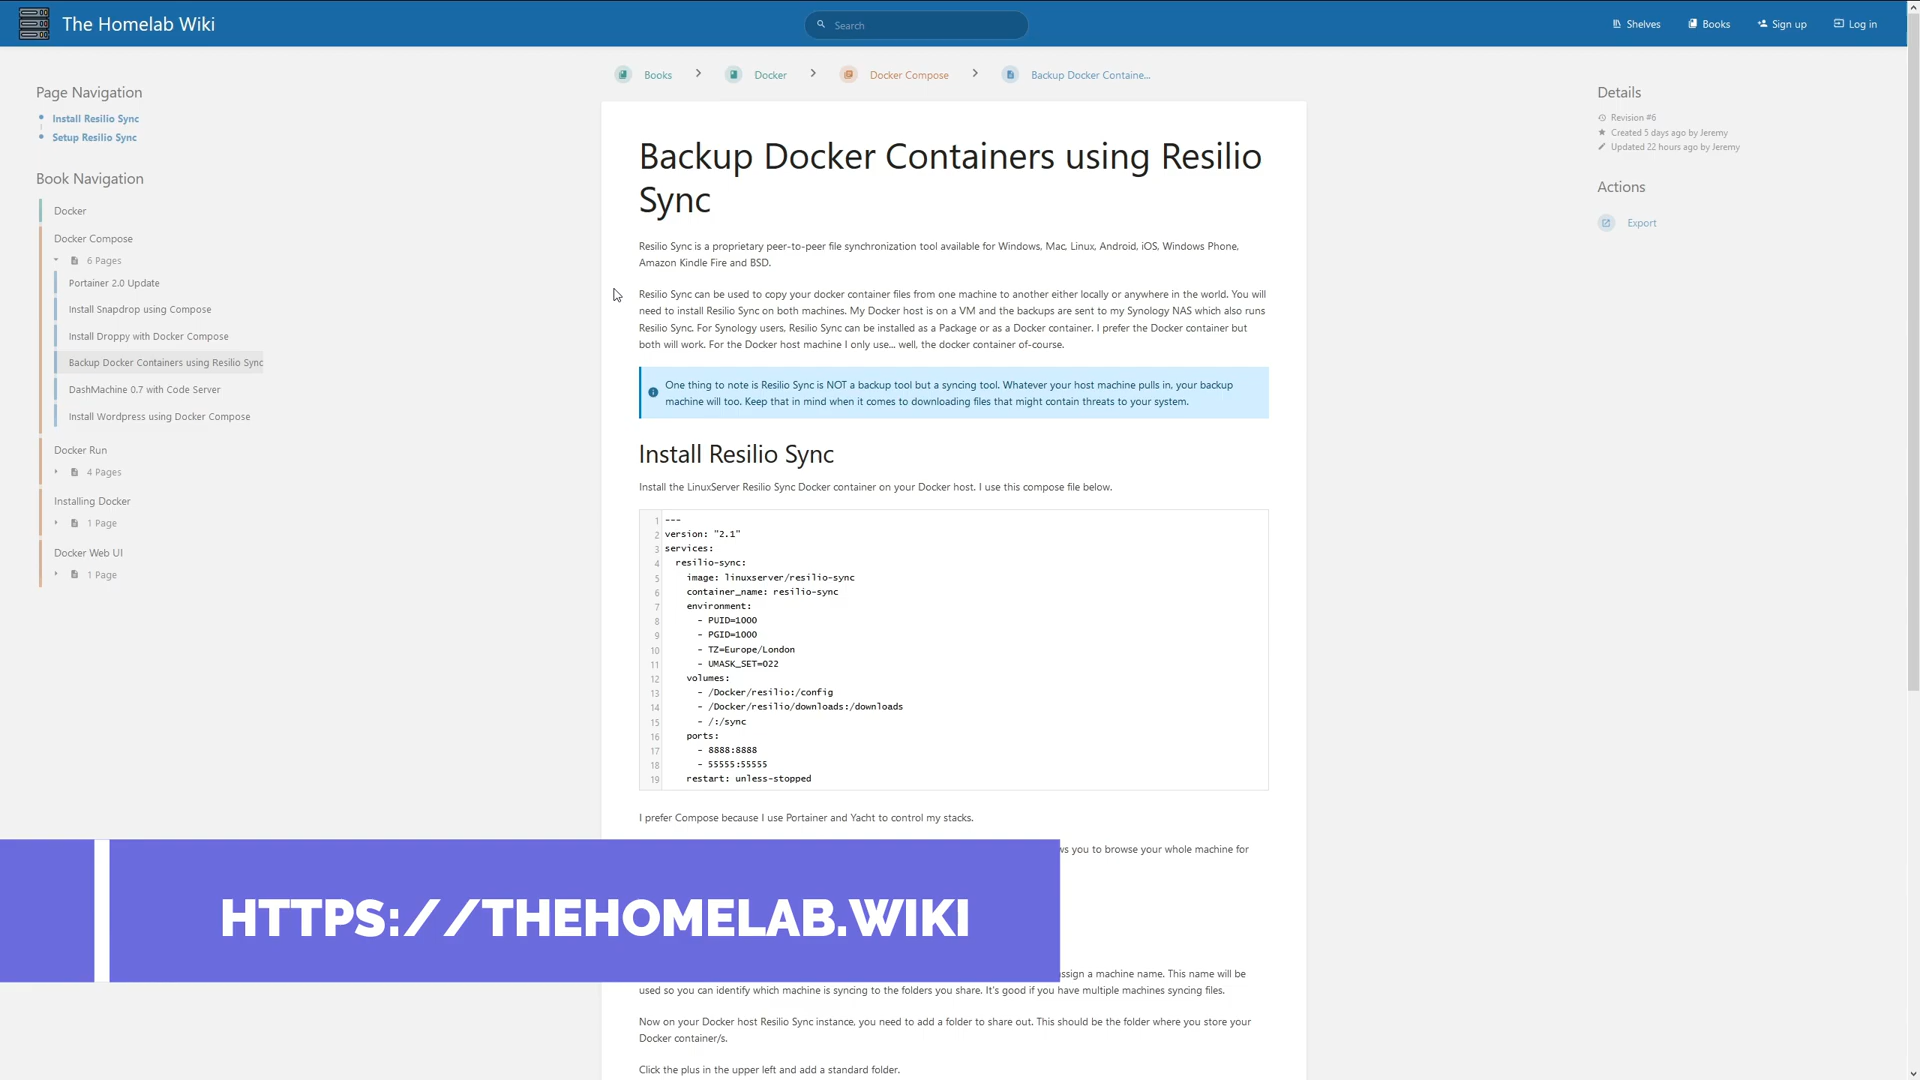 The Homelab Wiki
Search
Shelves
Books
Sign up
Log in
Books
Docker
Docker Compose
Backup Docker Containe...
Page Navigation
Install Resilio Sync
Setup Resilio Sync
Book Navigation
Docker
Docker Compose
6 Pages
Portainer 2.0 Update
Install Snapdrop using Compose
Install Droppy with Docker Compose
Backup Docker Containers using Resilio Sync
DashMachine 0.7 with Code Server
Install Wordpress using Docker Compose
Docker Run
4 Pages
Installing Docker
1 Page
Docker Web UI
1 Page
Backup Docker Containers using Resilio
Sync
Resilio Sync is a proprietary peer-to-peer file synchronization tool available for Windows, Mac, Linux, Android, iOS, Windows Phone,
Amazon Kindle Fire and BSD.
Resilio Sync can be used to copy your docker container files from one machine to another either locally or anywhere in the world. You will
need to install Resilio Sync on both machines. My Docker host is on a VM and the backups are sent to my Synology NAS which also runs
Resilio Sync. For Synology users, Resilio Sync can be installed as a Package or as a Docker container. I prefer the Docker container but
both will work. For the Docker host machine I only use... well, the docker container of-course.
One thing to note is Resilio Sync is NOT a backup tool but a syncing tool. Whatever your host machine pulls in, your backup
machine will too. Keep that in mind when it comes to downloading files that might contain threats to your system.
Install Resilio Sync
Install the LinuxServer Resilio Sync Docker container on your Docker host. I use this compose file below.
1 ---
2 version: "2.1"
3 services:
4 resilio-sync:
5 image: linuxserver/resilio-sync
6 container_name: resilio-sync
7 environment:
8 - PUID=1000
9 - PGID=1000
10 - TZ=Europe/London
11 - UMASK_SET=022
12 volumes:
13 - /Docker/resilio:/config
14 - /Docker/resilio/downloads:/downloads
15 - /:/sync
16 ports:
17 - 8888:8888
18 - 55555:55555
19 restart: unless-stopped
I prefer Compose because I use Portainer and Yacht to control my stacks.
you to browse your whole machine for
HTTPS://THEHOMELAB.WIKI
assign a machine name. This name will be
used so you can identify which machine is syncing to the folders you share. It's good if you have multiple machines syncing files.
Now on your Docker host Resilio Sync instance, you need to add a folder to share out. This should be the folder where you store your
Docker container/s.
Click the plus in the upper left and add a standard folder.
Details
Revision #6
Created 5 days ago by Jeremy
Updated 22 hours ago by Jeremy
Actions
Export